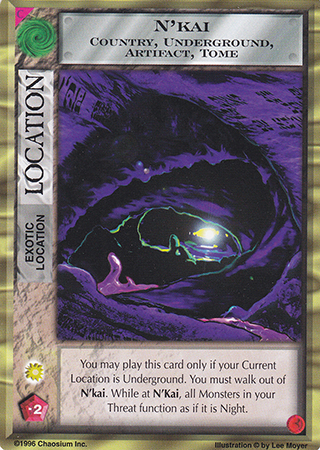 N'kai
Country, Underground,
Artifact, Tome
LOCATION
EXOTIC
LOCATION
You may play this card only if your Current
Location is Underground. You must walk out of
N'kai. While at N'Kai, all Monsters in your
Threat function as if it is Night.
-2
©1996 Chaosium Inc.
Illustration © by Lee Moyer